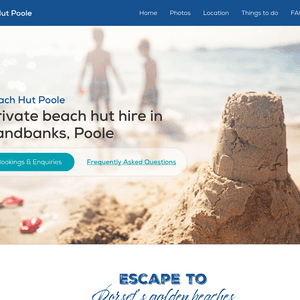 Hut Poole
Home Photos Location Things to do FA
ach Hut Poole
rivate beach hut hire in
andbanks, Poole
ookings & Enquiries Frequently Asked Questions
ESCAPE TO
Dorset's golden beaches